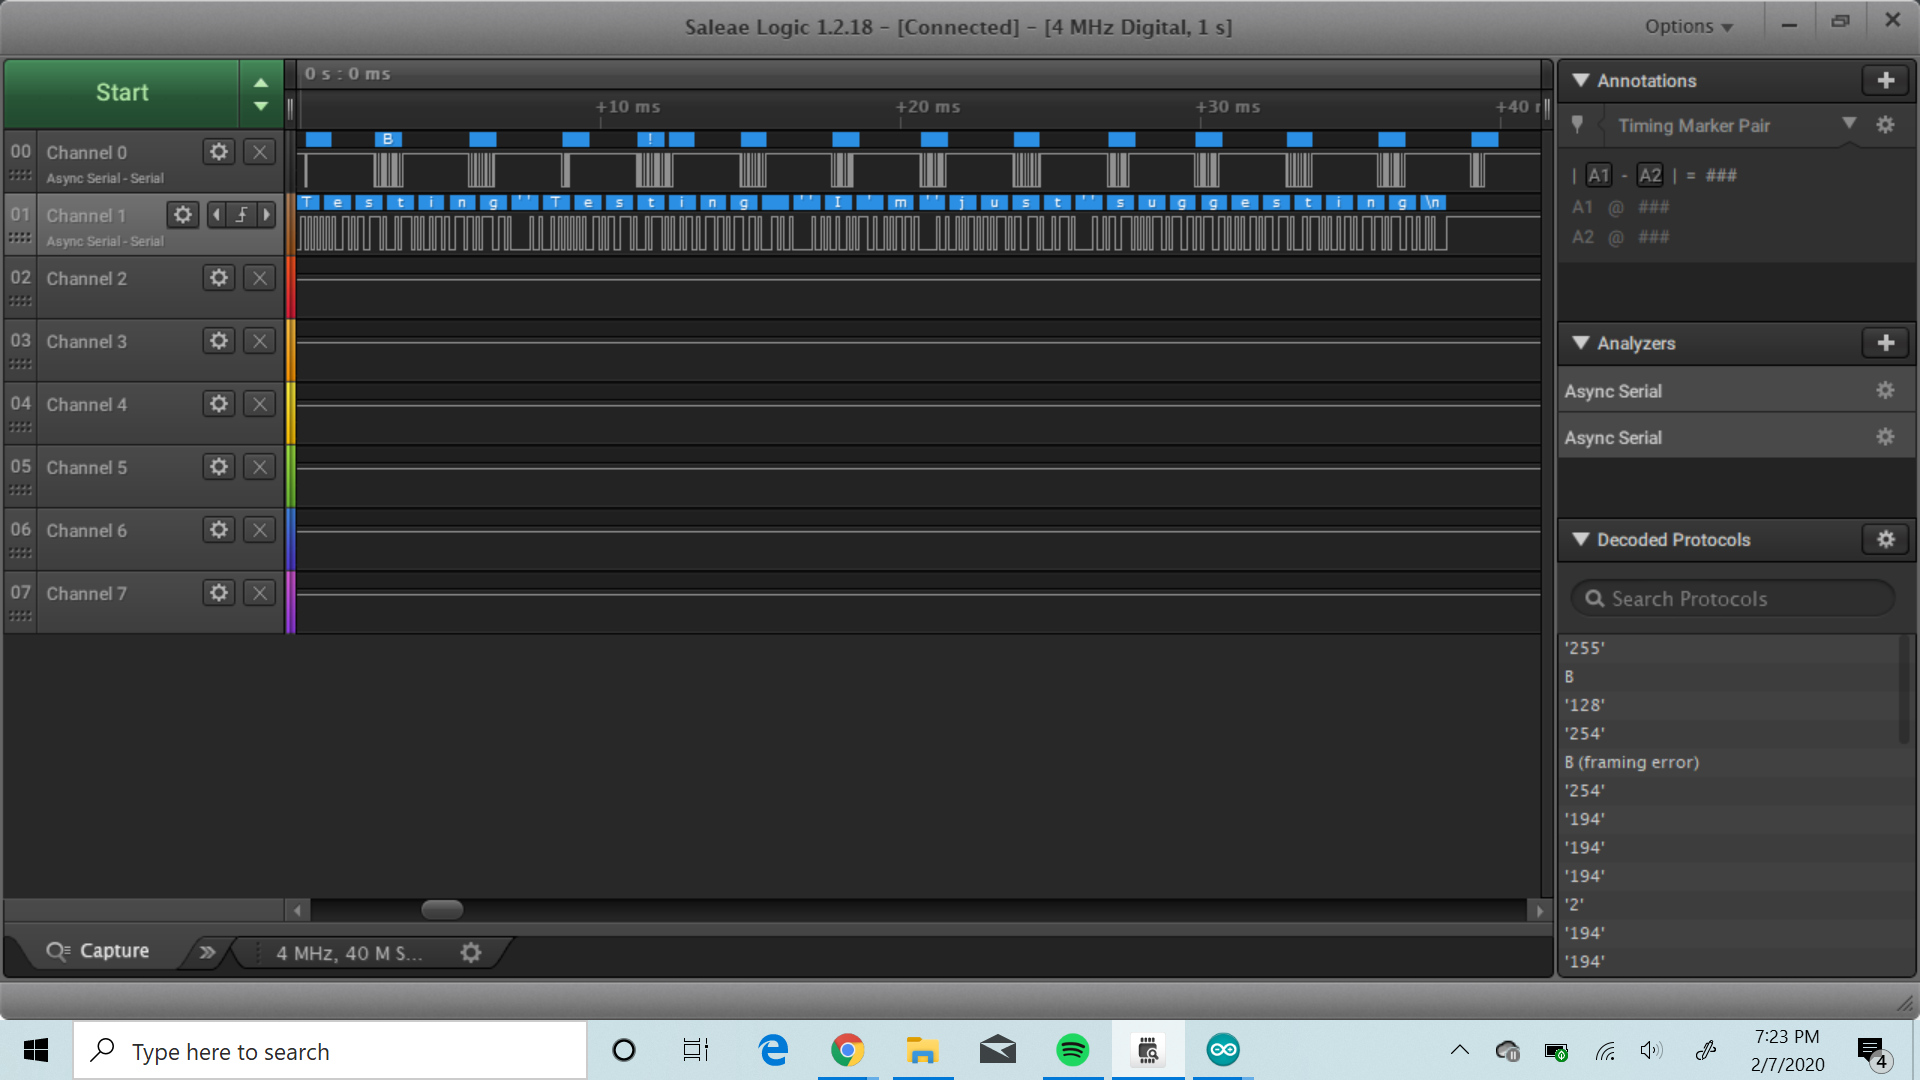 Saleae Logic 1.2.18 - [Connected] - [4 MHz Digital, 1 s]
Options
Start
0 s : 0 ms
+10 ms
+20 ms
+30 ms
+40
00
Channel 0
Async Serial - Serial
B
!
01
Channel 1
Async Serial - Serial
T e s t i n g ' ' T e s t i n g ' ' I ' m ' ' j u s t ' ' s u g g e s t i n g \n
02
Channel 2
03
Channel 3
04
Channel 4
05
Channel 5
06
Channel 6
07
Channel 7
Capture
4 MHz, 40 M S...
Annotations
Timing Marker Pair
| A1 - A2 | = ###
A1 @ ###
A2 @ ###
Analyzers
Async Serial
Async Serial
Decoded Protocols
Search Protocols
'255'
B
'128'
'254'
B (framing error)
'254'
'194'
'194'
'194'
'2'
'194'
'194'
Type here to search
7:23 PM
2/7/2020
4